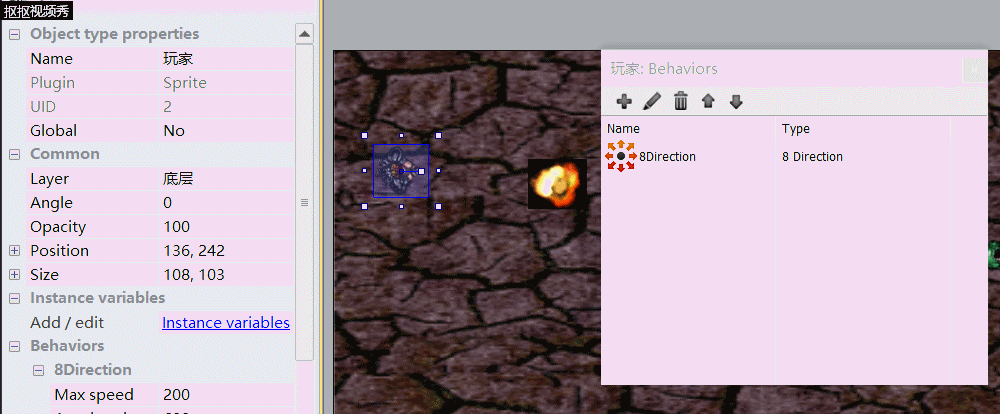 抠抠视频秀
Object type properties
Name 玩家
Plugin Sprite
UID 2
Global No
Common
Layer 底层
Angle 0
Opacity 100
Position 136, 242
Size 108, 103
Instance variables
Add / edit Instance variables
Behaviors
8Direction
Max speed 200
玩家: Behaviors
Name Type
8Direction 8 Direction